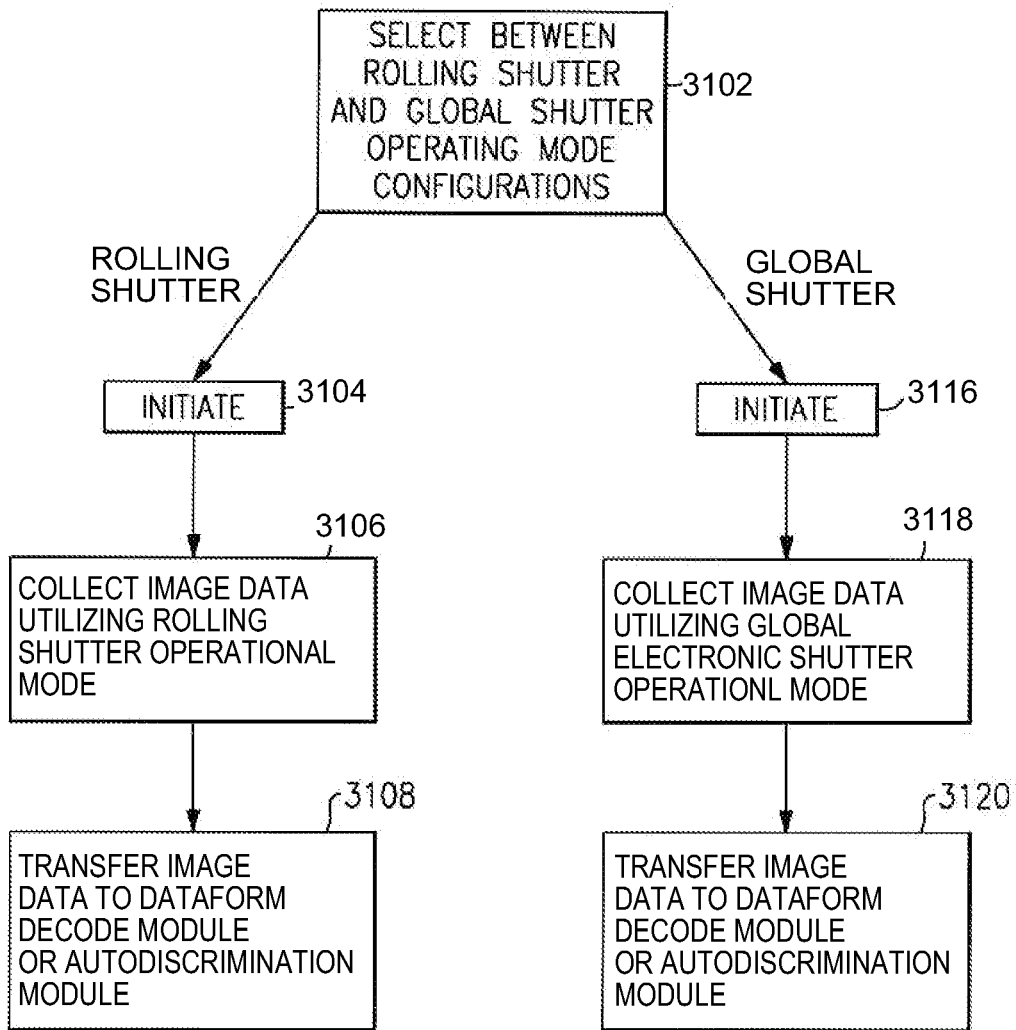 SELECT BETWEEN
ROLLING SHUTTER
AND GLOBAL SHUTTER
OPERATING MODE
CONFIGURATIONS
3102
ROLLING
SHUTTER
GLOBAL
SHUTTER
INITIATE
3104
INITIATE
3116
3106
COLLECT IMAGE DATA
UTILIZING ROLLING
SHUTTER OPERATIONAL
MODE
3118
COLLECT IMAGE DATA
UTILIZING GLOBAL
ELECTRONIC SHUTTER
OPERATIONL MODE
3108
TRANSFER IMAGE
DATA TO DATAFORM
DECODE MODULE
OR AUTODISCRIMINATION
MODULE
3120
TRANSFER IMAGE
DATA TO DATAFORM
DECODE MODULE
OR AUTODISCRIMINATION
MODULE